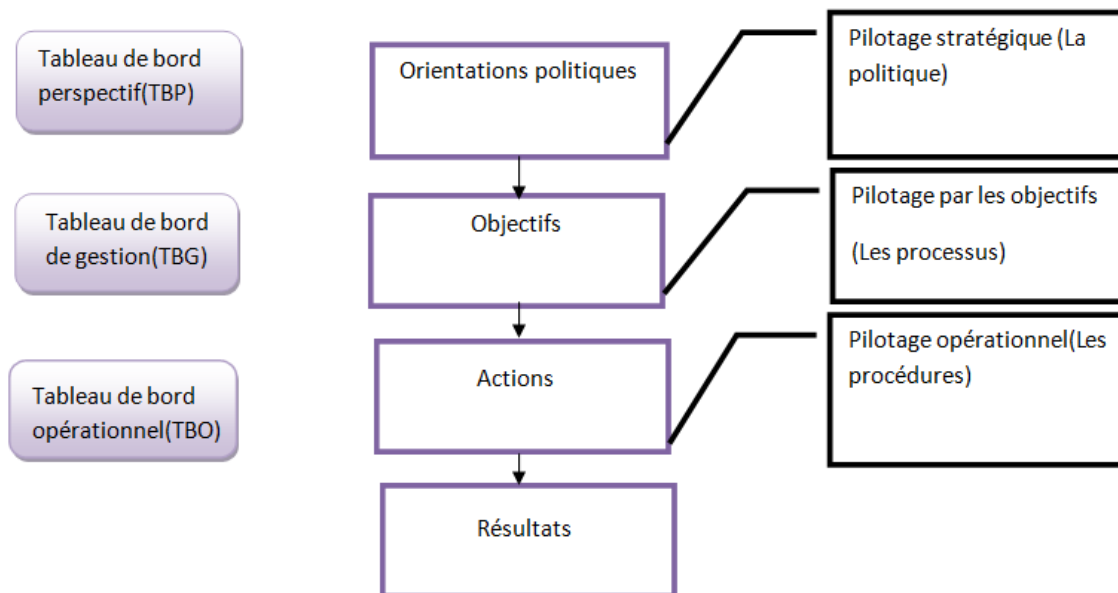 Tableau de bord
perspectif(TBP)
Orientations politiques
Pilotage stratégique (La
politique)
Tableau de bord
de gestion(TBG)
Objectifs
Pilotage par les objectifs
(Les processus)
Tableau de bord
opérationnel(TBO)
Actions
Pilotage opérationnel(Les
procédures)
Résultats